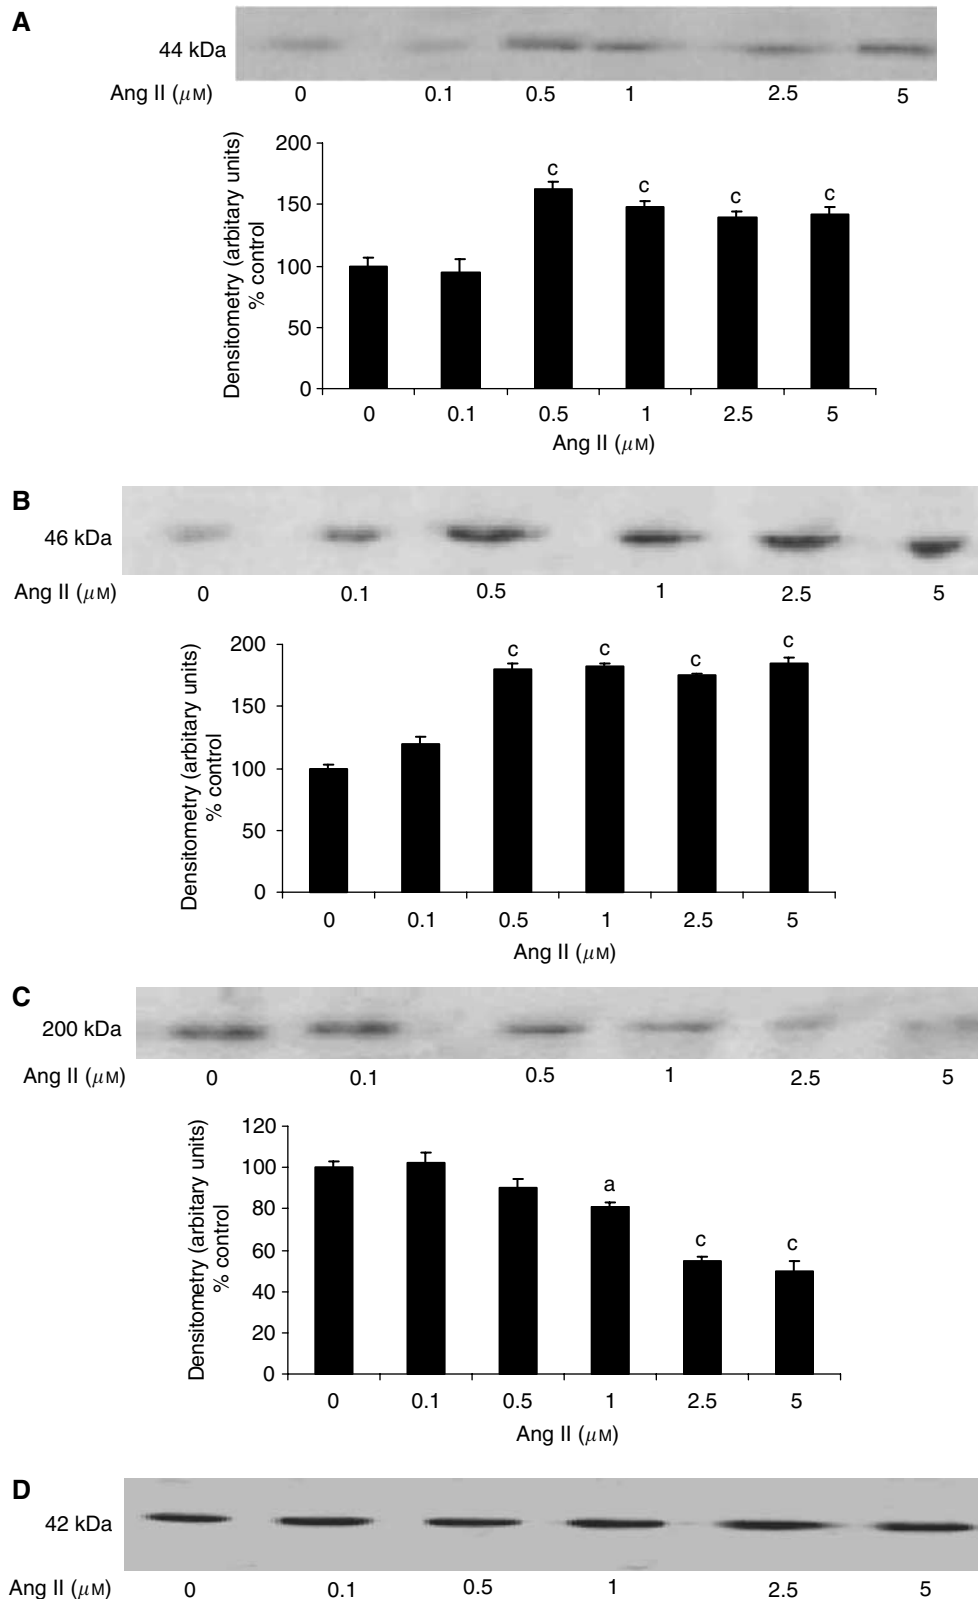 A
44 kDa
Ang II (μM) 0 0.1 0.5 1 2.5 5
Densitometry (arbitary units)
% control
200
150
100
50
0
c c c c
0 0.1 0.5 1 2.5 5
Ang II (μM)
B
46 kDa
Ang II (μM) 0 0.1 0.5 1 2.5 5
Densitometry (arbitary units)
% control
200
150
100
50
0
c c c c
0 0.1 0.5 1 2.5 5
Ang II (μM)
C
200 kDa
Ang II (μM) 0 0.1 0.5 1 2.5 5
Densitometry (arbitary units)
% control
120
100
80
60
40
20
0
a c c
0 0.1 0.5 1 2.5 5
Ang II (μM)
D
42 kDa
Ang II (μM) 0 0.1 0.5 1 2.5 5